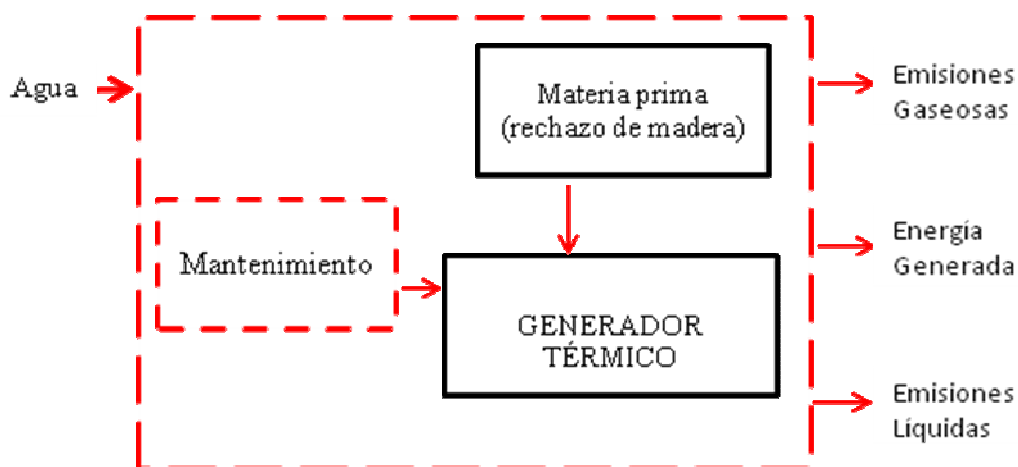 Agua
Materia prima
(rechazo de madera)
Mantenimiento
GENERADOR
TÉRMICO
Emisiones
Gaseosas
Energía
Generada
Emisiones
Líquidas